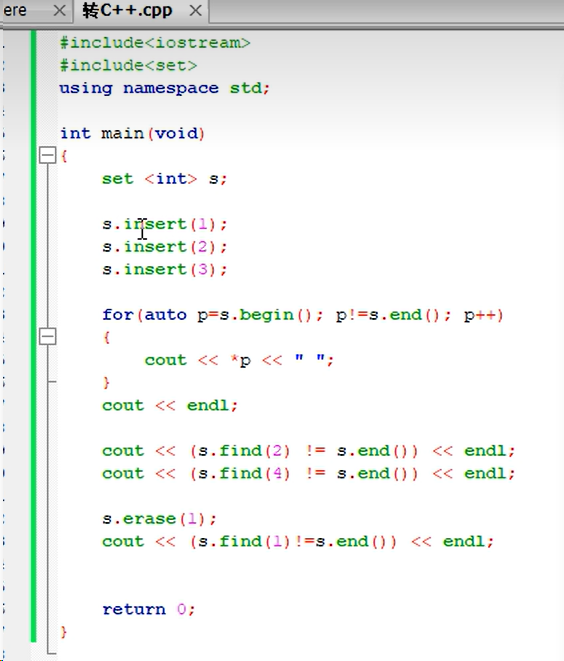 ere
转C++.cpp
#include<iostream>
#include<set>
using namespace std;
int main(void)
{
set <int> s;
s.insert(1);
s.insert(2);
s.insert(3);
for(auto p=s.begin(); p!=s.end(); p++)
{
cout << *p << " ";
}
cout << endl;
cout << (s.find(2) != s.end()) << endl;
cout << (s.find(4) != s.end()) << endl;
s.erase(1);
cout << (s.find(1)!=s.end()) << endl;
return 0;
}